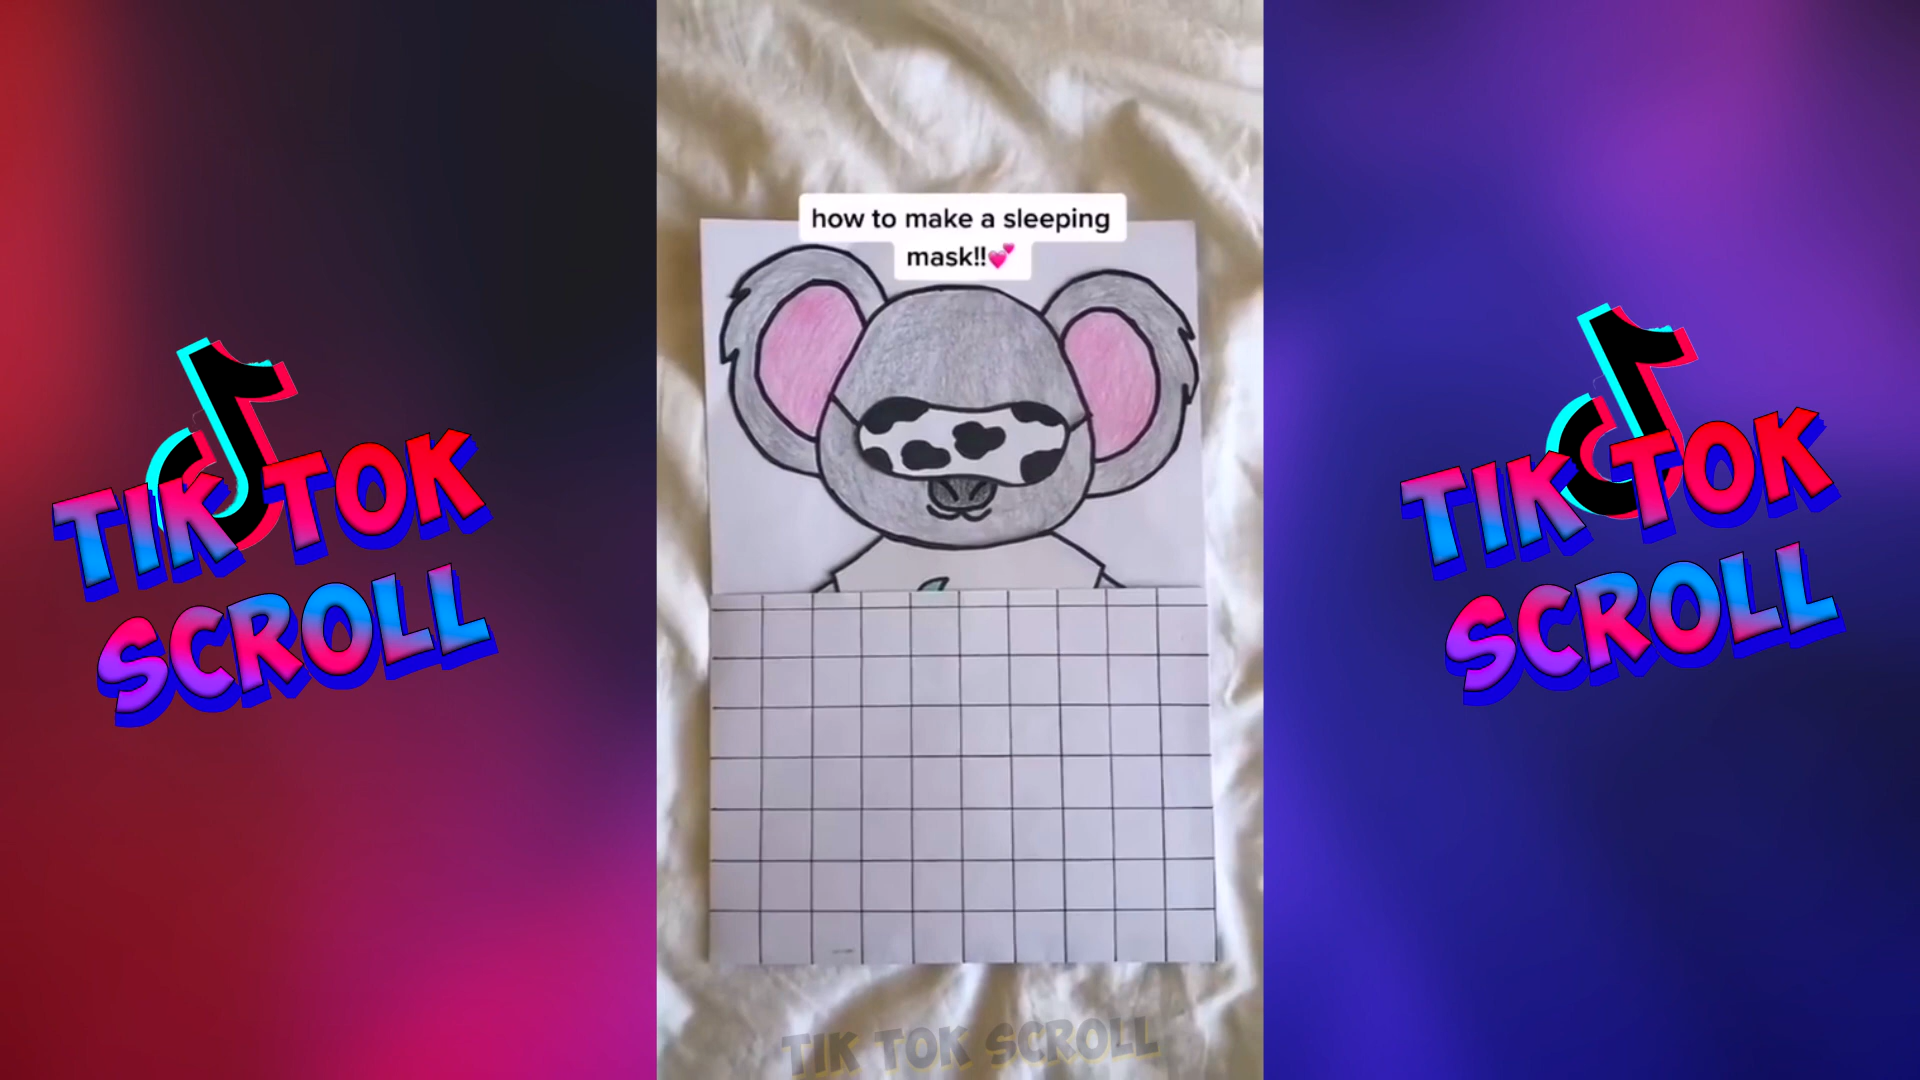 how to make a sleeping
mask!!💕
TIK TOK
SCROLL
TIK TOK
SCROLL
TIK TOK SCROLL